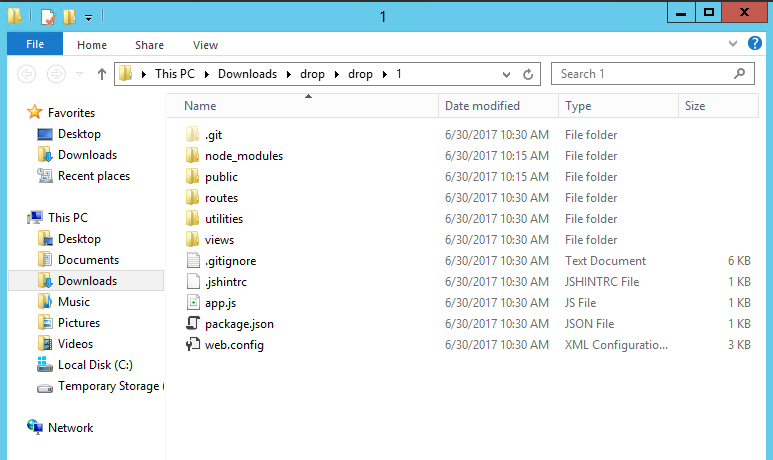 1
File Home Share View
This PC Downloads drop drop 1 Search 1
Name Date modified Type Size
Favorites
Desktop
Downloads
Recent places
This PC
Desktop
Documents
Downloads
Music
Pictures
Videos
Local Disk (C:)
Temporary Storage (
Network
.git 6/30/2017 10:30 AM File folder
node_modules 6/30/2017 10:15 AM File folder
public 6/30/2017 10:15 AM File folder
routes 6/30/2017 10:30 AM File folder
utilities 6/30/2017 10:30 AM File folder
views 6/30/2017 10:30 AM File folder
.gitignore 6/30/2017 10:30 AM Text Document 6 KB
.jshintrc 6/30/2017 10:30 AM JSHINTRC File 1 KB
app.js 6/30/2017 10:30 AM JS File 1 KB
package.json 6/30/2017 10:30 AM JSON File 1 KB
web.config 6/30/2017 10:30 AM XML Configuratio... 3 KB